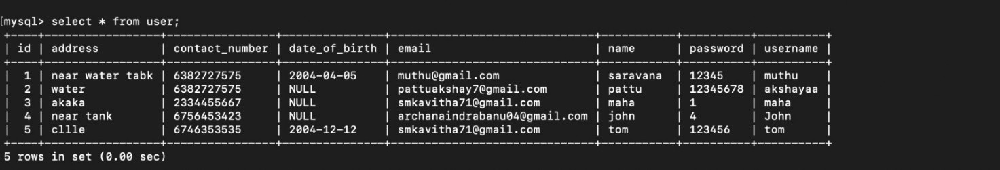 [mysql> select * from user;
+----+-----------------+----------------+---------------+------------------------------+----------+----------+----------+
| id | address | contact_number | date_of_birth | email | name | password | username |
+----+-----------------+----------------+---------------+------------------------------+----------+----------+----------+
| 1 | near water tabk | 6382727575 | 2004-04-05 | muthu@gmail.com | saravana | 12345 | muthu |
| 2 | water | 6382727575 | NULL | pattuakshay7@gmail.com | pattu | 12345678 | akshayaa |
| 3 | akaka | 2334455667 | NULL | smkavitha71@gmail.com | maha | 1 | maha |
| 4 | near tank | 6756453423 | NULL | archanaindrabanu04@gmail.com | john | 4 | John |
| 5 | cllle | 6746353535 | 2004-12-12 | smkavitha71@gmail.com | tom | 123456 | tom |
+----+-----------------+----------------+---------------+------------------------------+----------+----------+----------+
5 rows in set (0.00 sec)